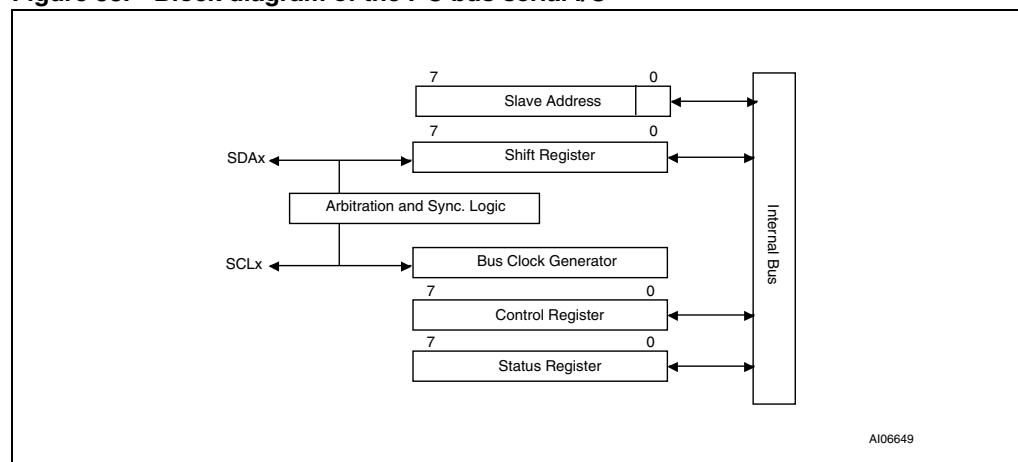 7 0
Slave Address
7 0
SDAx
Shift Register
Arbitration and Sync. Logic
SCLx
Bus Clock Generator
7 0
Control Register
7 0
Status Register
Internal Bus
AI06649